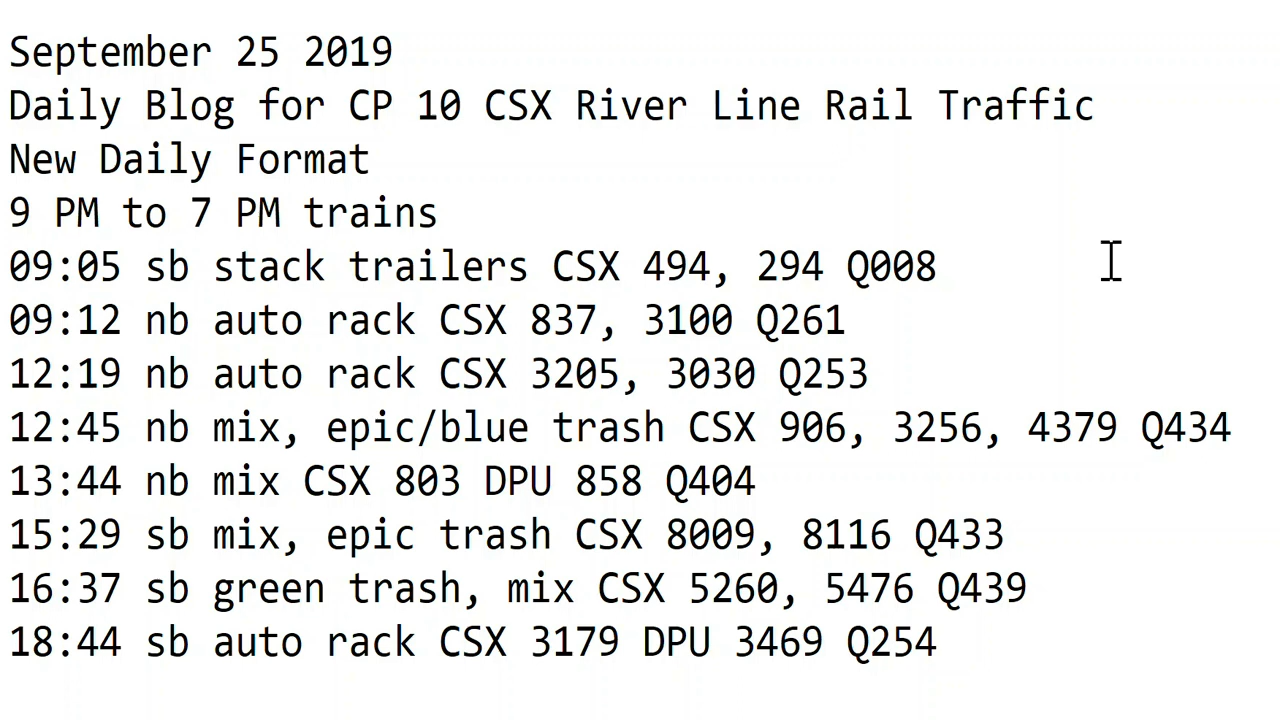 September 25 2019
Daily Blog for CP 10 CSX River Line Rail Traffic
New Daily Format
9 PM to 7 PM trains
09:05 sb stack trailers CSX 494, 294 Q008
09:12 nb auto rack CSX 837, 3100 Q261
12:19 nb auto rack CSX 3205, 3030 Q253
12:45 nb mix, epic/blue trash CSX 906, 3256, 4379 Q434
13:44 nb mix CSX 803 DPU 858 Q404
15:29 sb mix, epic trash CSX 8009, 8116 Q433
16:37 sb green trash, mix CSX 5260, 5476 Q439
18:44 sb auto rack CSX 3179 DPU 3469 Q254